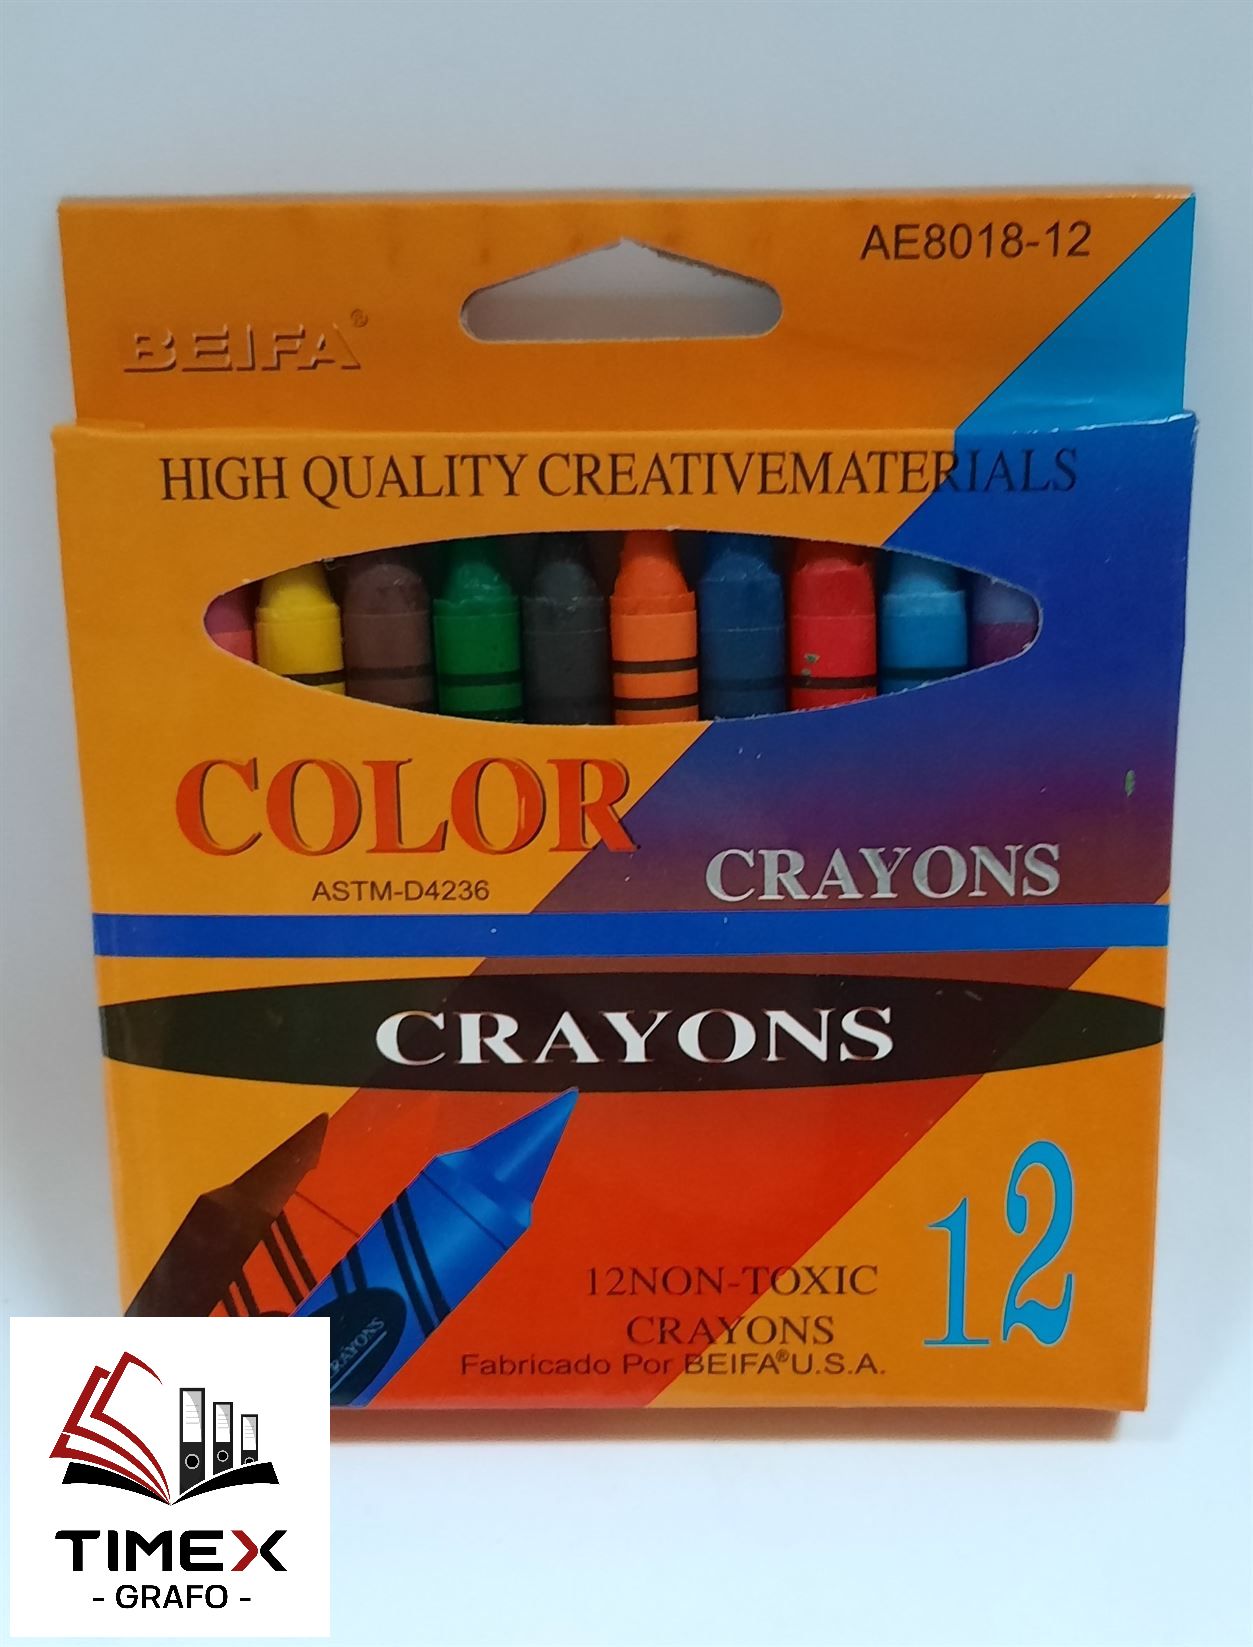 AE8018-12
BEIFA®
HIGH QUALITY CREATIVEMATERIALS
COLOR
CRAYONS
ASTM-D4236
CRAYONS
12
12NON-TOXIC
CRAYONS
Fabricado Por BEIFA® U.S.A.
TIMEX
- GRAFO -